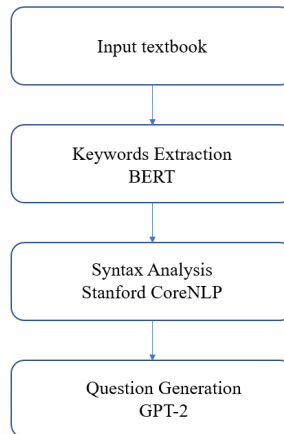 Input textbook
Keywords Extraction
BERT
Syntax Analysis
Stanford CoreNLP
Question Generation
GPT-2